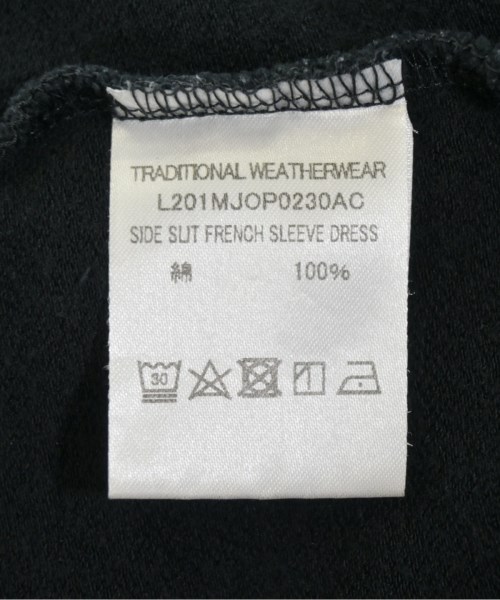 TRADITIONAL WEATHERWEAR
L201MJOP0230AC
SIDE SLIT FRENCH SLEEVE DRESS
綿 100%
30